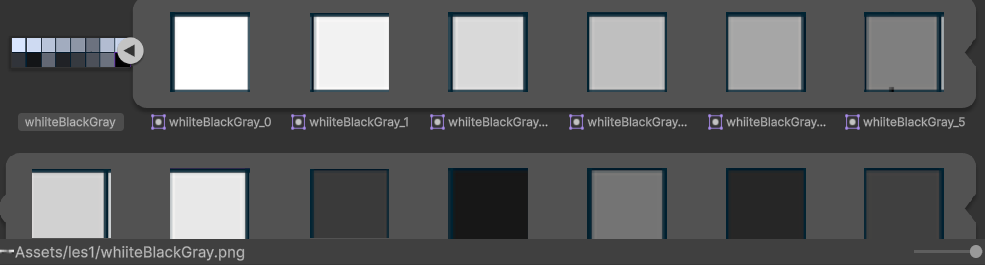 whiiteBlackGray
whiiteBlackGray_0
whiiteBlackGray_1
whiiteBlackGray...
whiiteBlackGray...
whiiteBlackGray...
whiiteBlackGray_5
Assets/les1/whiiteBlackGray.png